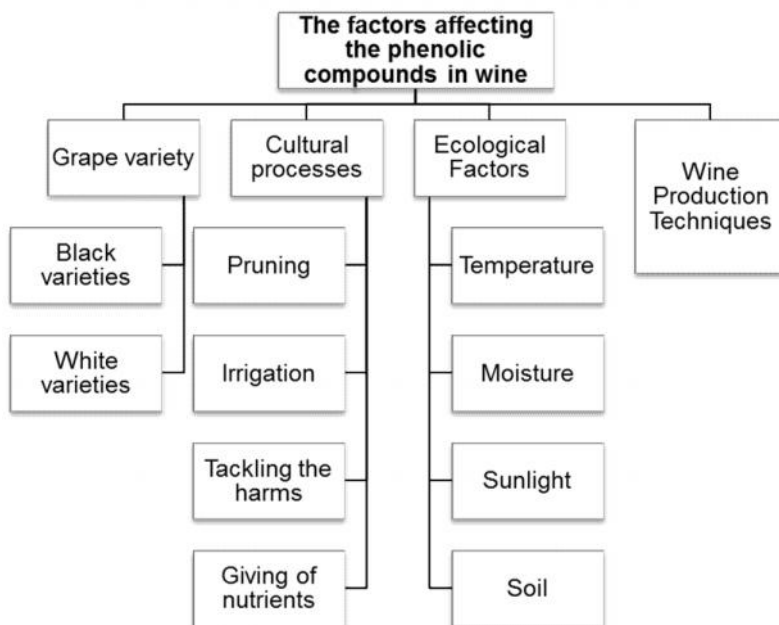 The factors affecting
the phenolic
compounds in wine
Grape variety
Cultural
processes
Ecological
Factors
Wine
Production
Techniques
Black
varieties
White
varieties
Pruning
Irrigation
Tackling the
harms
Giving of
nutrients
Temperature
Moisture
Sunlight
Soil